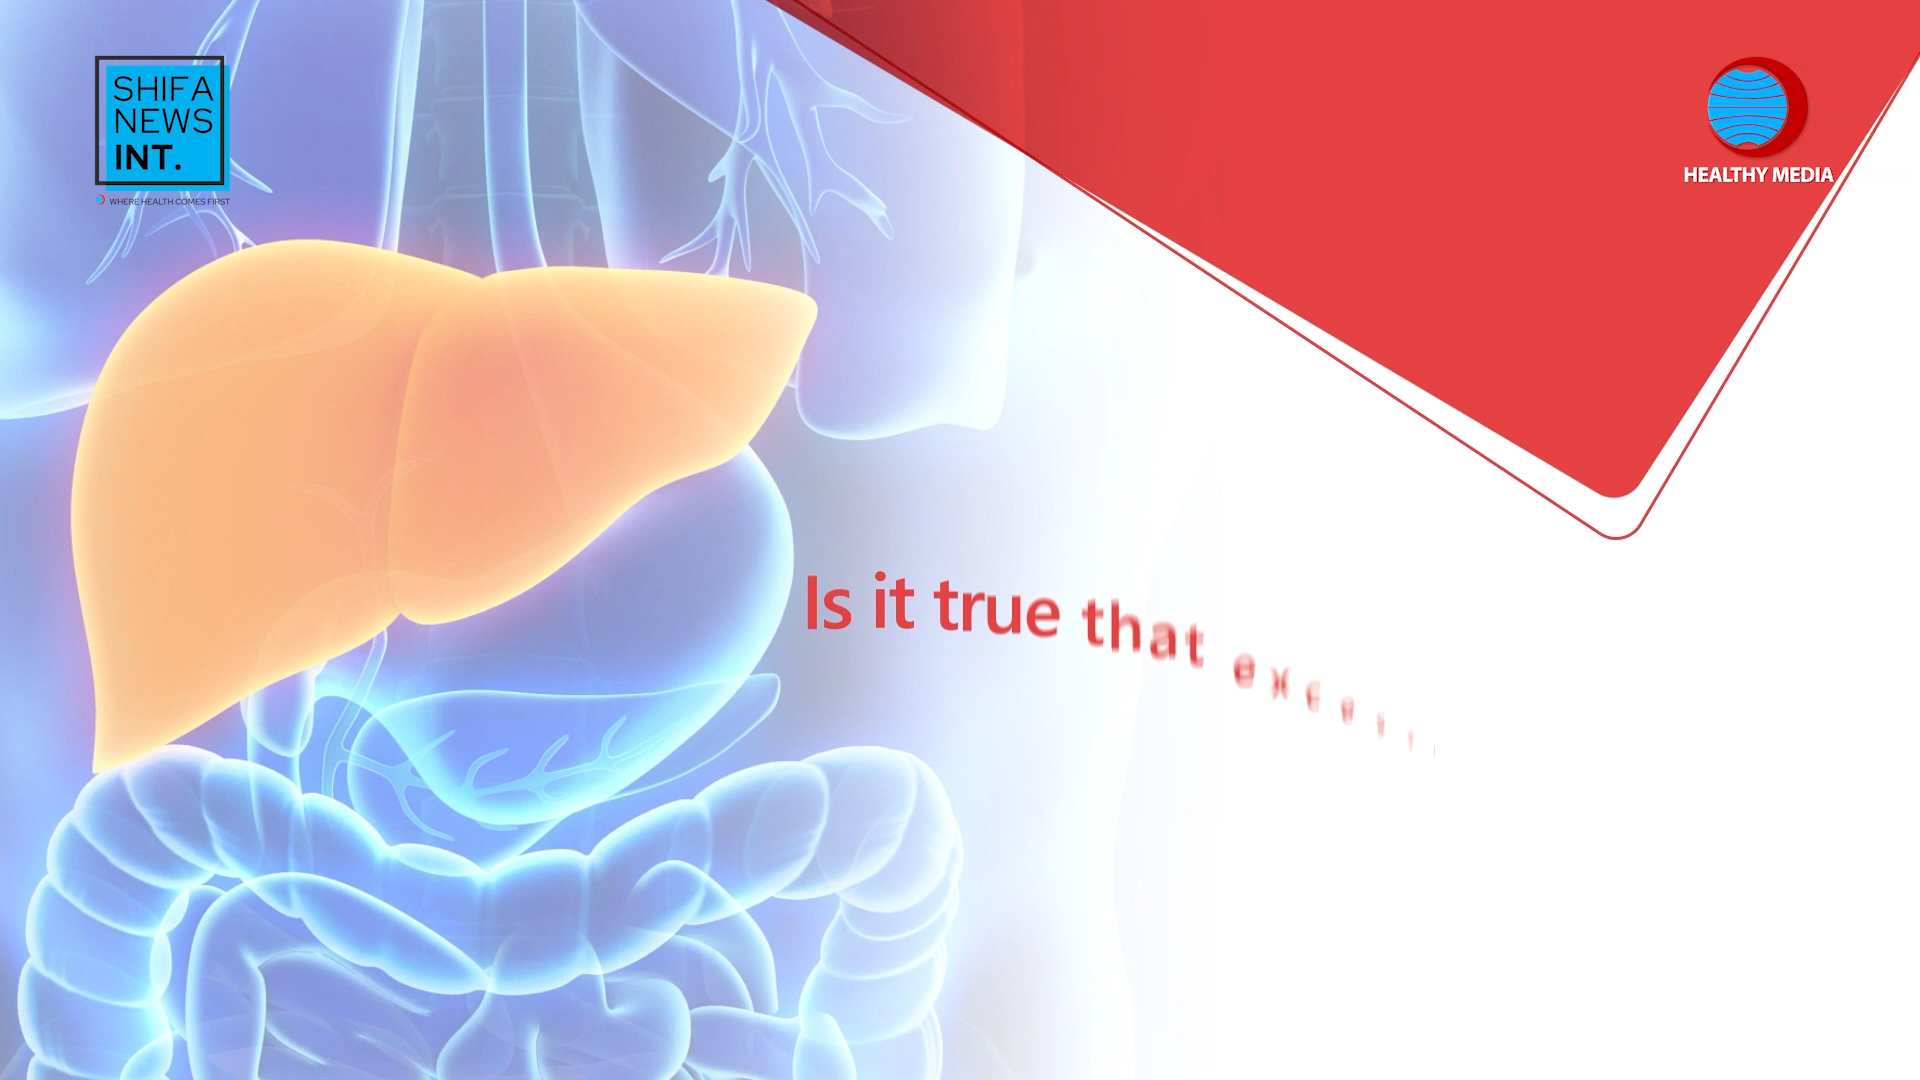 SHIFA
NEWS
INT.
WHERE HEALTH COMES FIRST
HEALTHY MEDIA
Is it true that